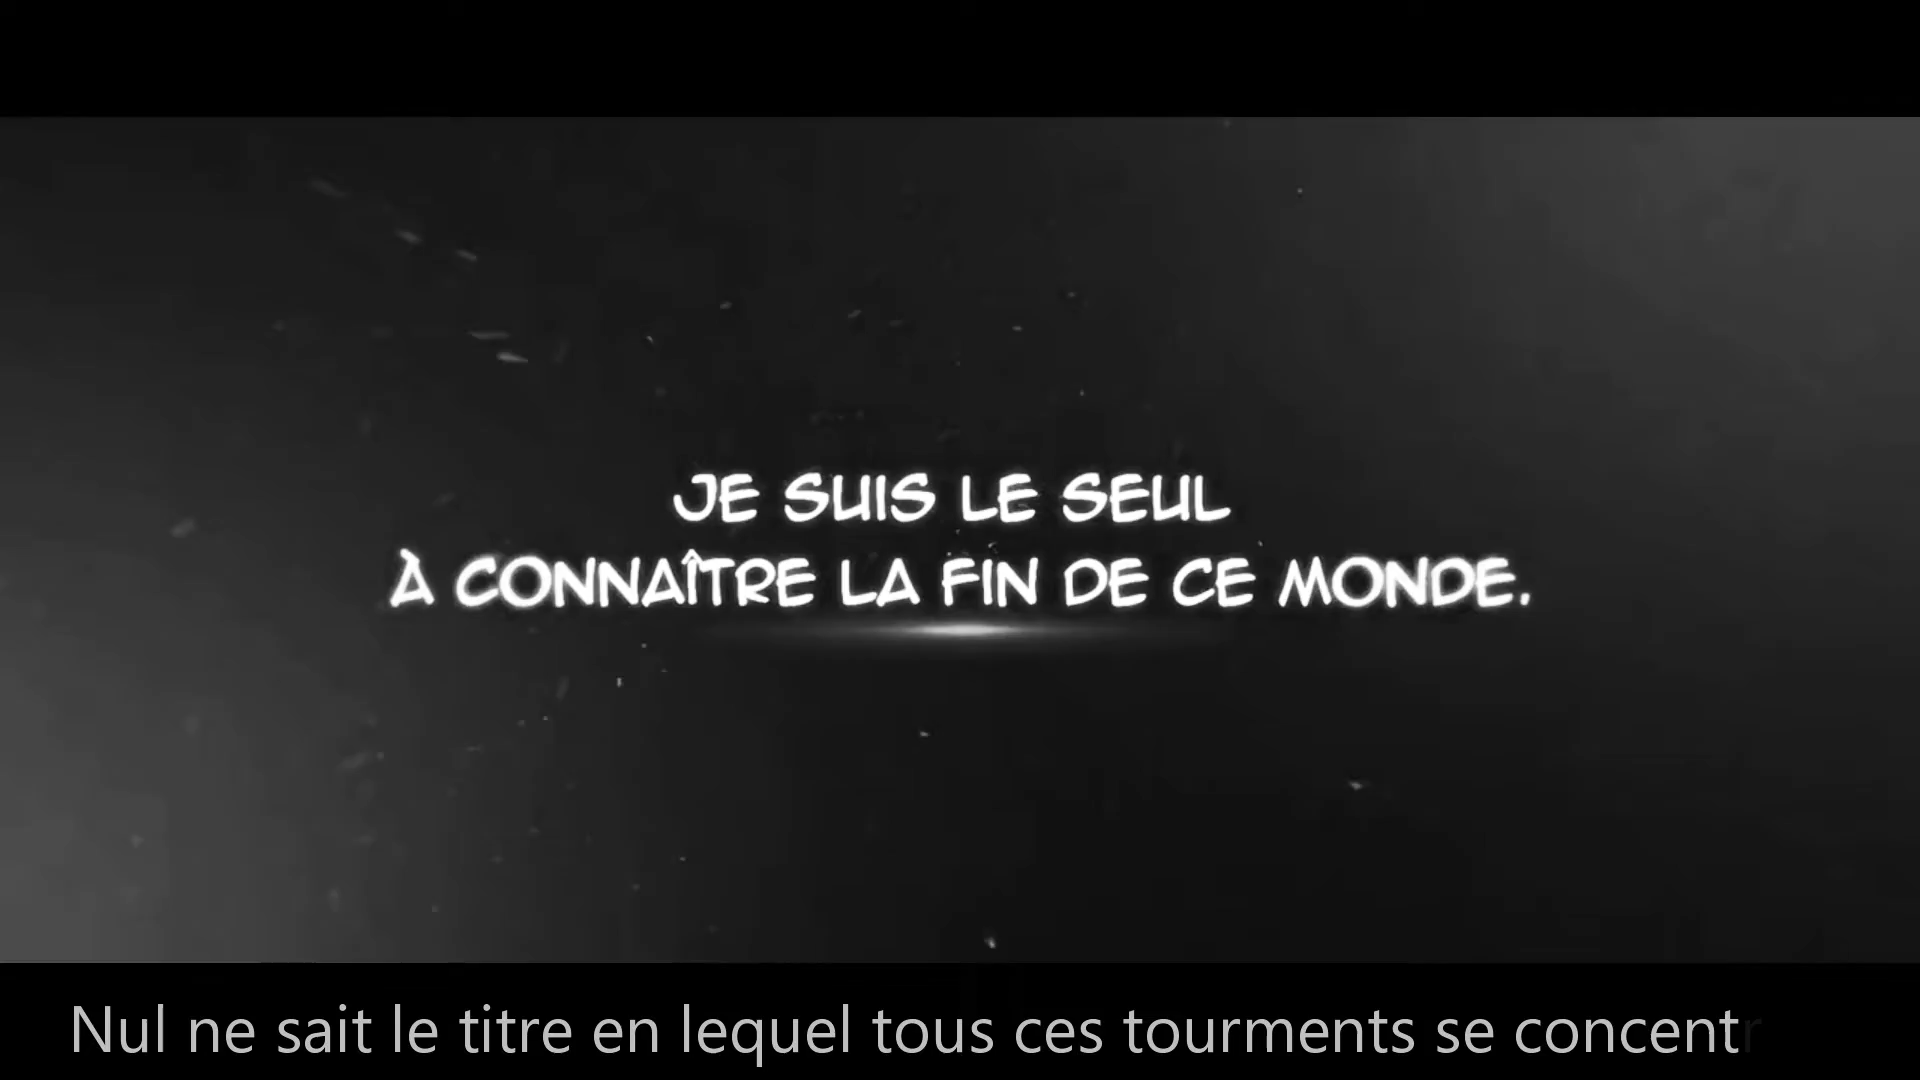 JE SUIS LE SEUL
À CONNAÎTRE LA FIN DE CE MONDE.
Nul ne sait le titre en lequel tous ces tourments se concentr